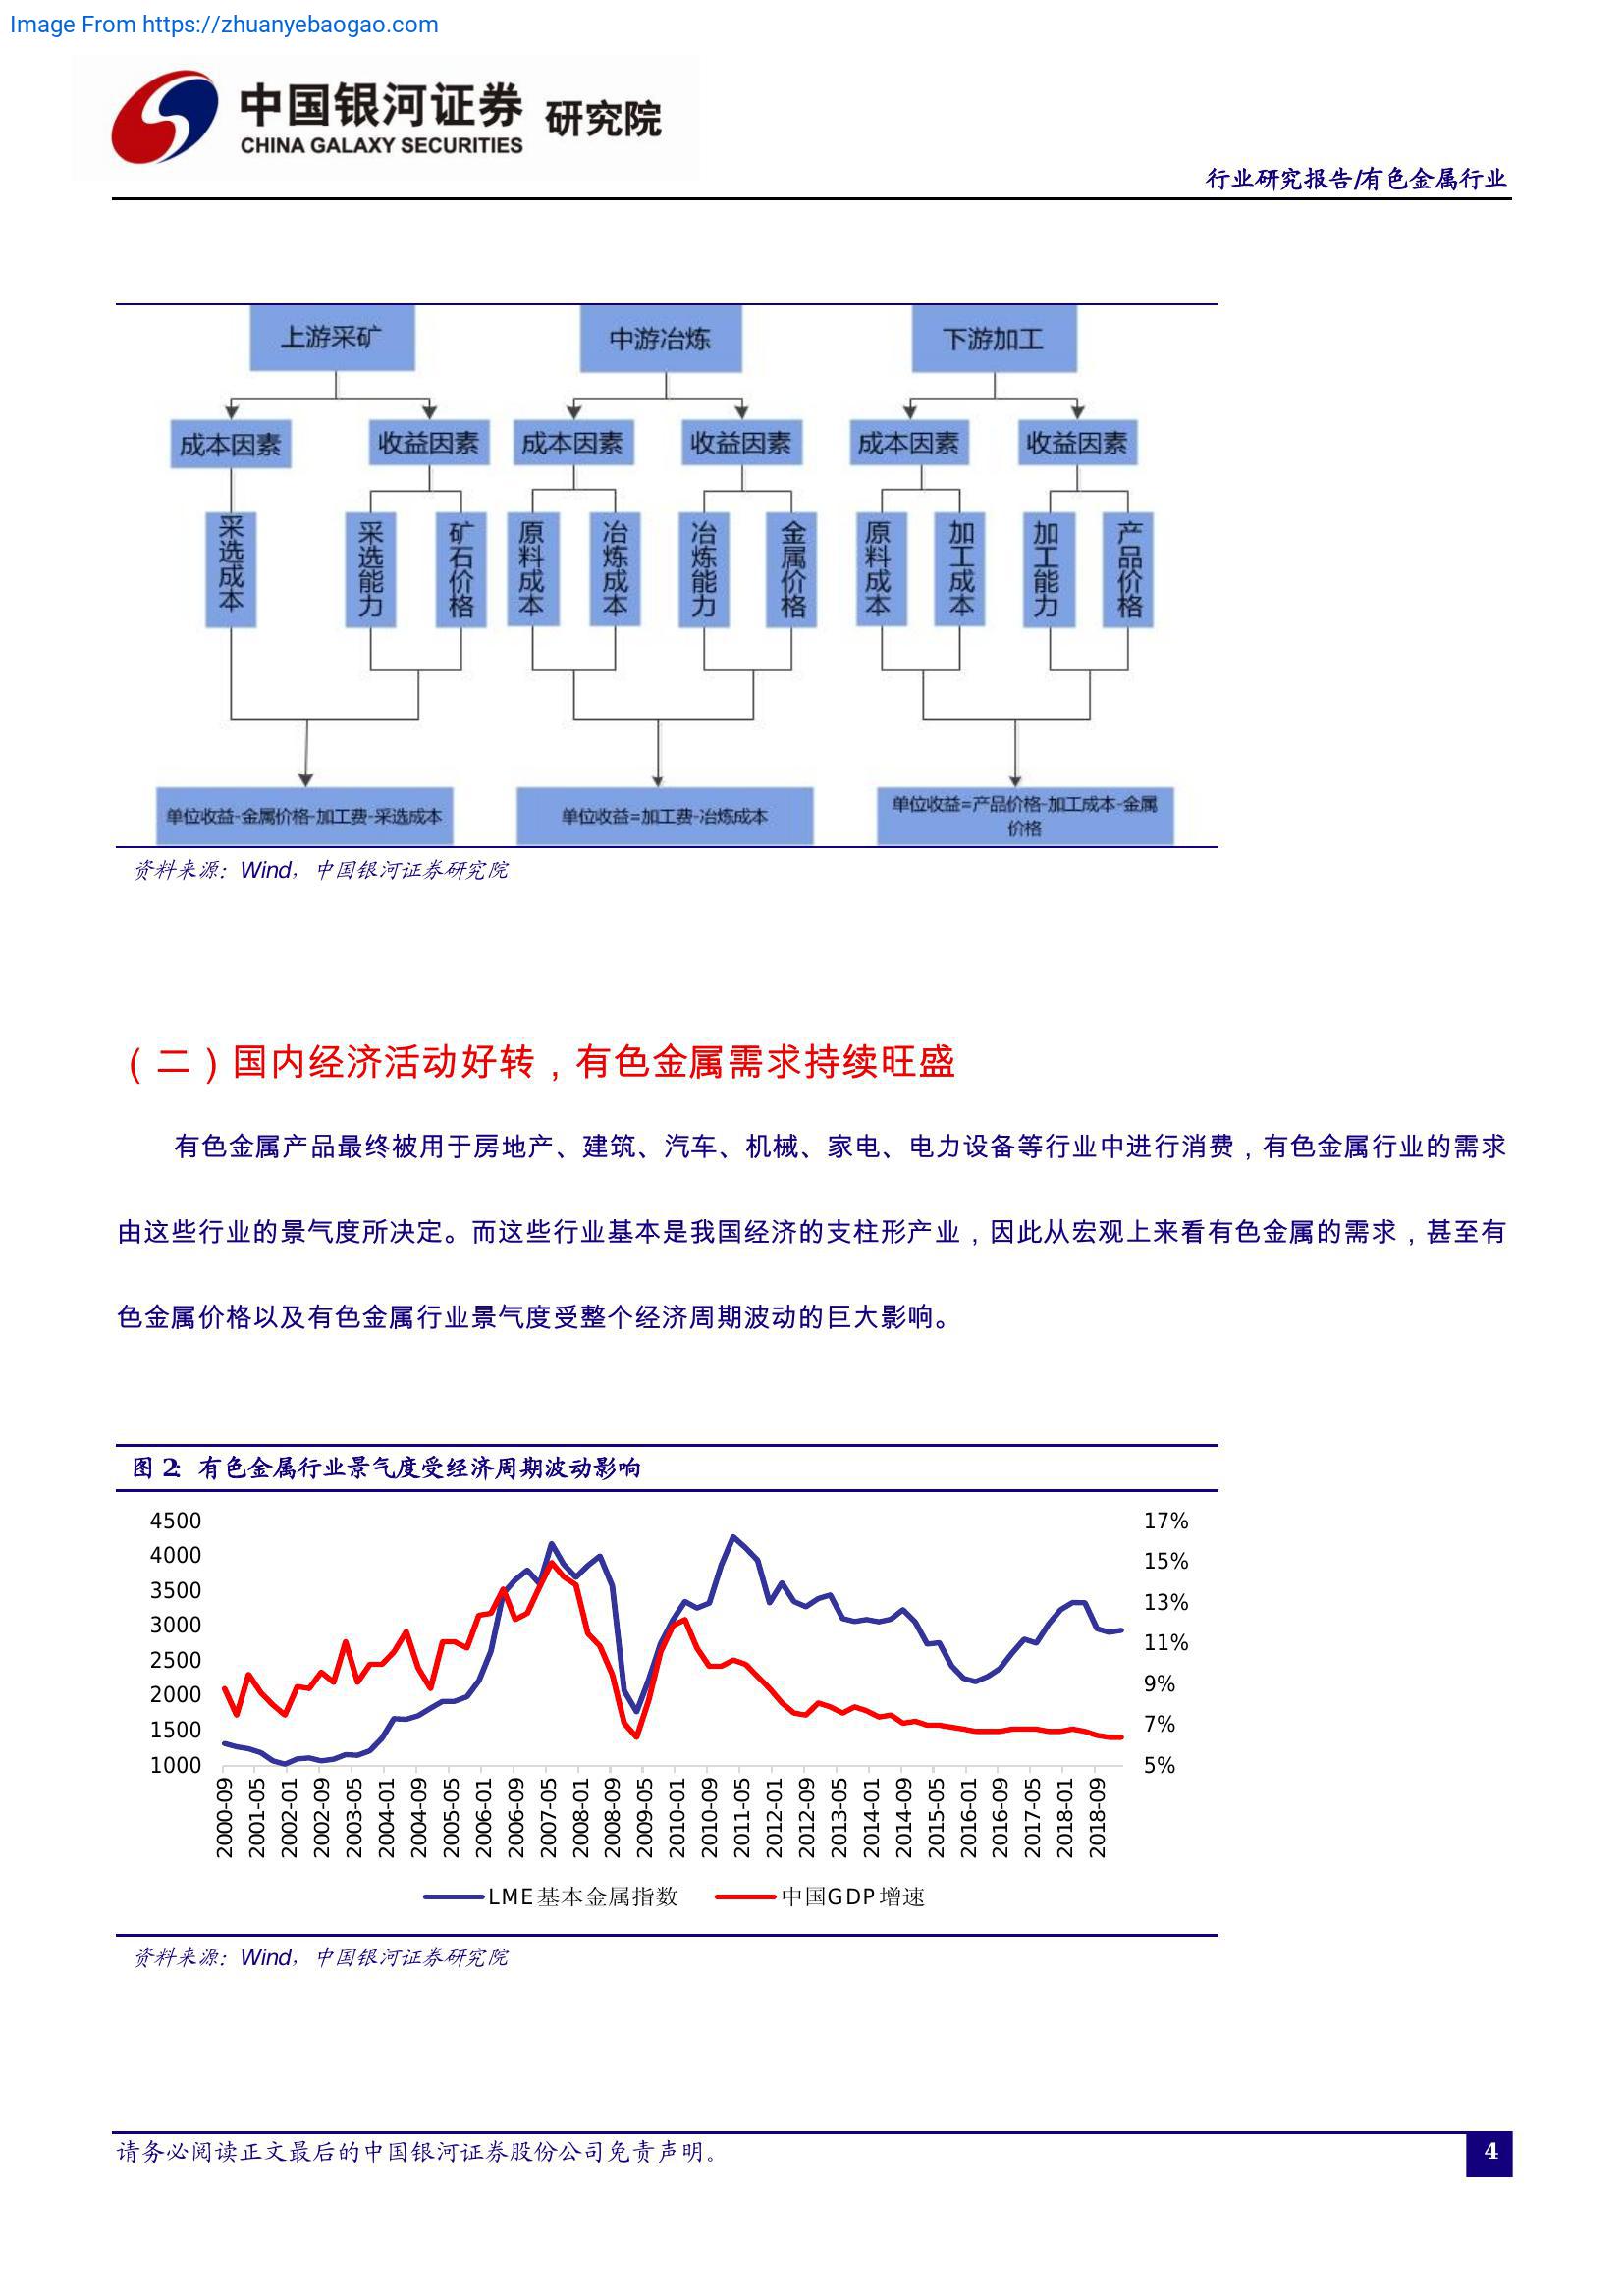 Image From https://zhuanyebaogao.com
中国银河证券 研究院
CHINA GALAXY SECURITIES
行业研究报告/有色金属行业
上游采矿 中游冶炼 下游加工
成本因素 收益因素 成本因素 收益因素 成本因素 收益因素
采选成本 采选能力 矿石价格 原料成本 冶炼成本 冶炼能力 金属价格 原料成本 加工成本 加工能力 产品价格
单位收益-金属价格-加工费-采选成本
单位收益=加工费-冶炼成本
单位收益=产品价格-加工成本-金属
价格
资料来源：Wind，中国银河证券研究院
（二）国内经济活动好转，有色金属需求持续旺盛
有色金属产品最终被用于房地产、建筑、汽车、机械、家电、电力设备等行业中进行消费，有色金属行业的需求
由这些行业的景气度所决定。而这些行业基本是我国经济的支柱形产业，因此从宏观上来看有色金属的需求，甚至有
色金属价格以及有色金属行业景气度受整个经济周期波动的巨大影响。
图 2： 有色金属行业景气度受经济周期波动影响
4500
4000
3500
3000
2500
2000
1500
1000
17%
15%
13%
11%
9%
7%
5%
2000-09
2001-05
2002-01
2002-09
2003-05
2004-01
2004-09
2005-05
2006-01
2006-09
2007-05
2008-01
2008-09
2009-05
2010-01
2010-09
2011-05
2012-01
2012-09
2013-05
2014-01
2014-09
2015-05
2016-01
2016-09
2017-05
2018-01
2018-09
LME基本金属指数 中国GDP增速
资料来源：Wind，中国银河证券研究院
请务必阅读正文最后的中国银河证券股份公司免责声明。
4